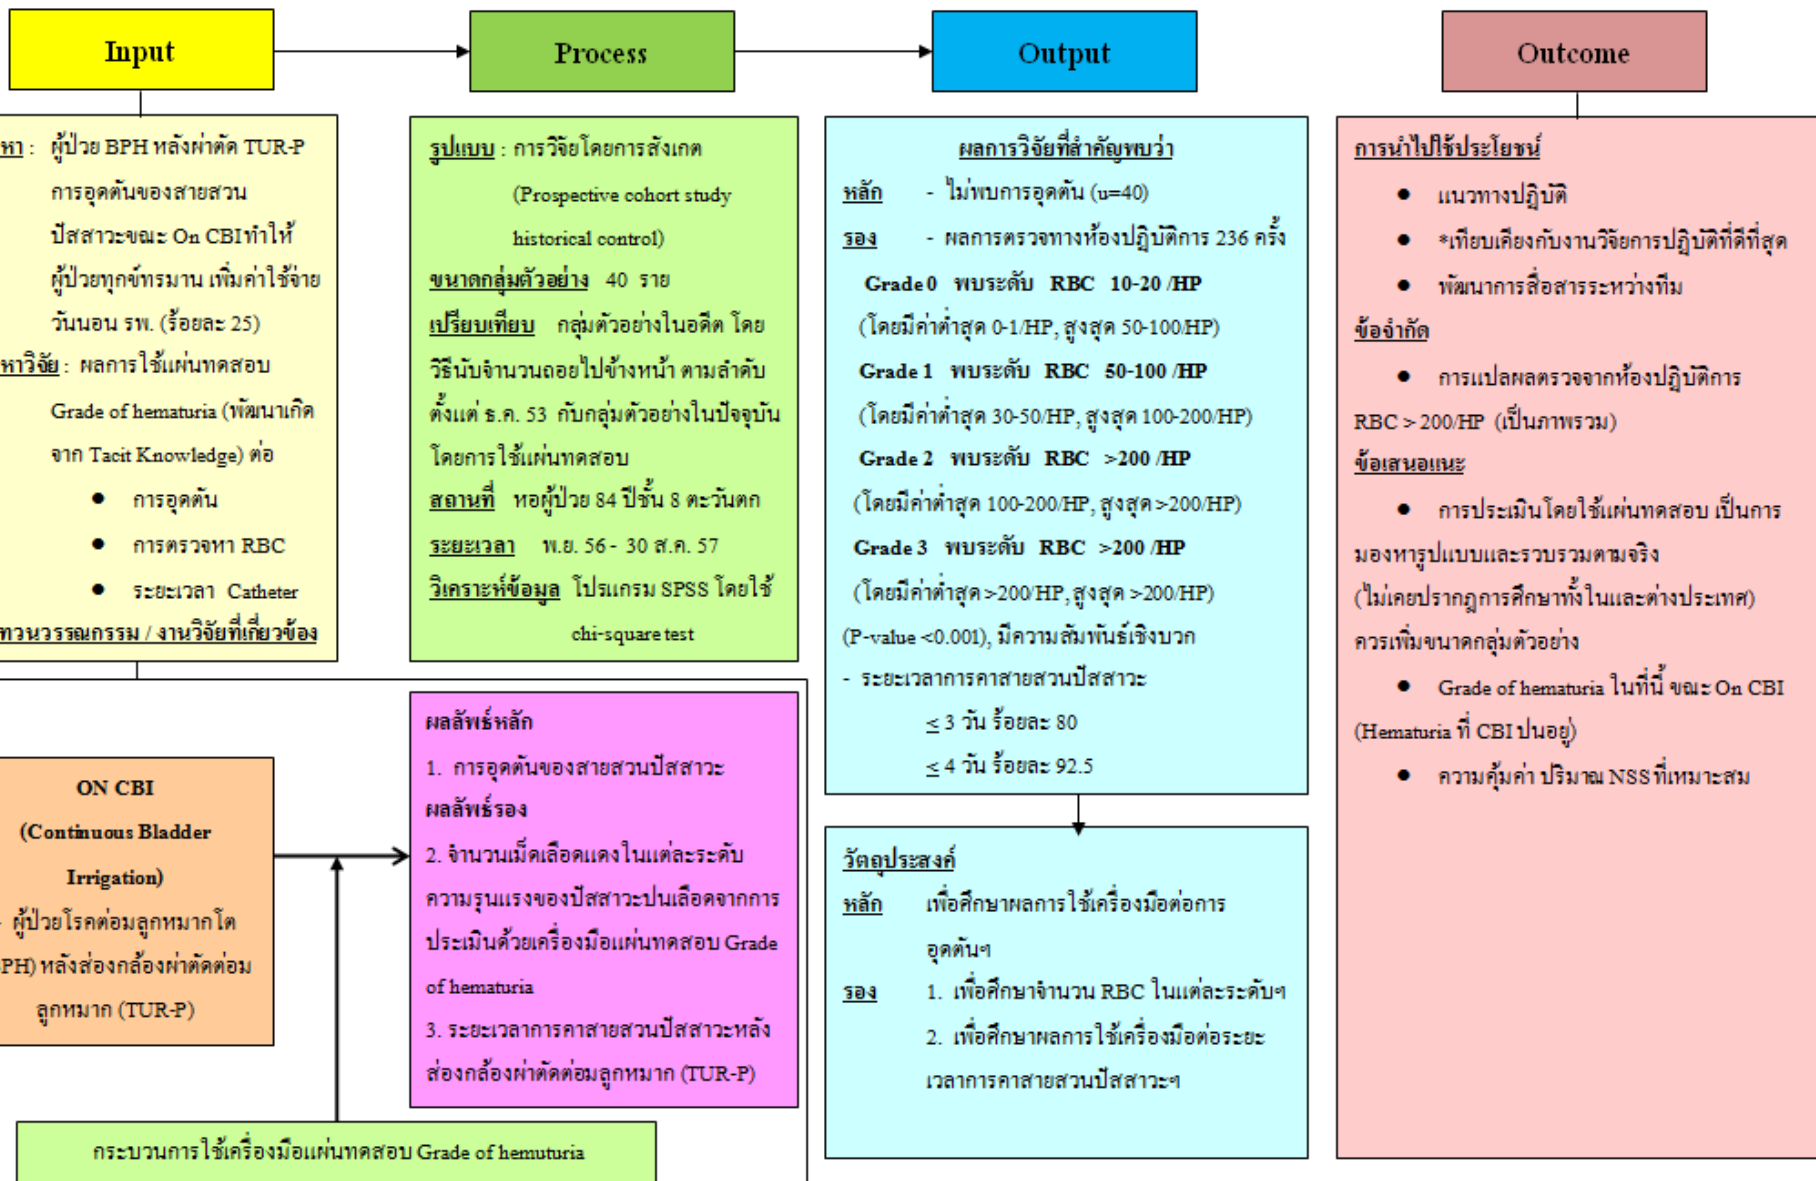 Input
Process
Output
Outcome
หา : ผู้ป่วย BPH หลังผ่าตัด TUR-P
การอุดตันของสายสวน
ปัสสาวะขณะ On CBIทำให้
ผู้ป่วยทุกข์ทรมาน เพิ่มค่าใช้จ่าย
วันนอน รพ. (ร้อยละ 25)
หาวิจัย : ผลการใช้แผ่นทดสอบ
Grade of hematuria (พัฒนาเกิด
จาก Tacit Knowledge) ต่อ
● การอุดตัน
● การตรวจหา RBC
● ระยะเวลา Catheter
ทวนวรรณกรรม / งานวิจัยที่เกี่ยวข้อง
รูปแบบ : การวิจัยโดยการสังเกต
(Prospective cohort study
historical control)
ขนาดกลุ่มตัวอย่าง 40 ราย
เปรียบเทียบ กลุ่มตัวอย่างในอดีต โดย
วิธีนับจำนวนถอยไปข้างหน้า ตามลำดับ
ตั้งแต่ ธ.ค. 53 กับกลุ่มตัวอย่างในปัจจุบัน
โดยการใช้แผ่นทดสอบ
สถานที่ หอผู้ป่วย 84 ปีชั้น 8 ตะวันตก
ระยะเวลา พ.ย. 56 - 30 ส.ค. 57
วิเคราะห์ข้อมูล โปรแกรม SPSS โดยใช้
chi-square test
ผลการวิจัยที่สำคัญพบว่า
หลัก - ไม่พบการอุดตัน (u=40)
รอง - ผลการตรวจทางห้องปฏิบัติการ 236 ครั้ง
Grade 0 พบระดับ RBC 10-20 /HP
(โดยมีค่าต่ำสุด 0-1/HP, สูงสุด 50-100/HP)
Grade 1 พบระดับ RBC 50-100 /HP
(โดยมีค่าต่ำสุด 30-50/HP, สูงสุด 100-200/HP)
Grade 2 พบระดับ RBC >200 /HP
(โดยมีค่าต่ำสุด 100-200/HP, สูงสุด >200/HP)
Grade 3 พบระดับ RBC >200 /HP
(โดยมีค่าต่ำสุด >200/HP, สูงสุด >200/HP)
(P-value <0.001), มีความสัมพันธ์เชิงบวก
- ระยะเวลาการคาสายสวนปัสสาวะ
≤ 3 วัน ร้อยละ 80
≤ 4 วัน ร้อยละ 92.5
การนำไปใช้ประโยชน์
● แนวทางปฏิบัติ
● *เทียบเคียงกับงานวิจัยการปฏิบัติที่ดีที่สุด
● พัฒนาการสื่อสารระหว่างทีม
ข้อจำกัด
● การแปลผลตรวจจากห้องปฏิบัติการ
RBC > 200/HP (เป็นภาพรวม)
ข้อเสนอแนะ
● การประเมินโดยใช้แผ่นทดสอบ เป็นการ
มองหารูปแบบและรวบรวมตามจริง
(ไม่เคยปรากฏการศึกษาทั้งในและต่างประเทศ)
ควรเพิ่มขนาดกลุ่มตัวอย่าง
● Grade of hematuria ในที่นี้ ขณะ On CBI
(Hematuria ที่ CBI ปนอยู่)
● ความคุ้มค่า ปริมาณ NSS ที่เหมาะสม
ON CBI
(Continuous Bladder
Irrigation)
- ผู้ป่วยโรคต่อมลูกหมากโต
PH) หลังส่องกล้องผ่าตัดต่อม
ลูกหมาก (TUR-P)
ผลลัพธ์หลัก
1. การอุดตันของสายสวนปัสสาวะ
ผลลัพธ์รอง
2. จำนวนเม็ดเลือดแดงในแต่ละระดับ
ความรุนแรงของปัสสาวะปนเลือดจากการ
ประเมินด้วยเครื่องมือแผ่นทดสอบ Grade
of hematuria
3. ระยะเวลาการคาสายสวนปัสสาวะหลัง
ส่องกล้องผ่าตัดต่อมลูกหมาก (TUR-P)
วัตถุประสงค์
หลัก เพื่อศึกษาผลการใช้เครื่องมือต่อการ
อุดตันฯ
รอง 1. เพื่อศึกษาจำนวน RBC ในแต่ละระดับฯ
2. เพื่อศึกษาผลการใช้เครื่องมือต่อระยะ
เวลาการคาสายสวนปัสสาวะฯ
กระบวนการใช้เครื่องมือแผ่นทดสอบ Grade of hemuturia